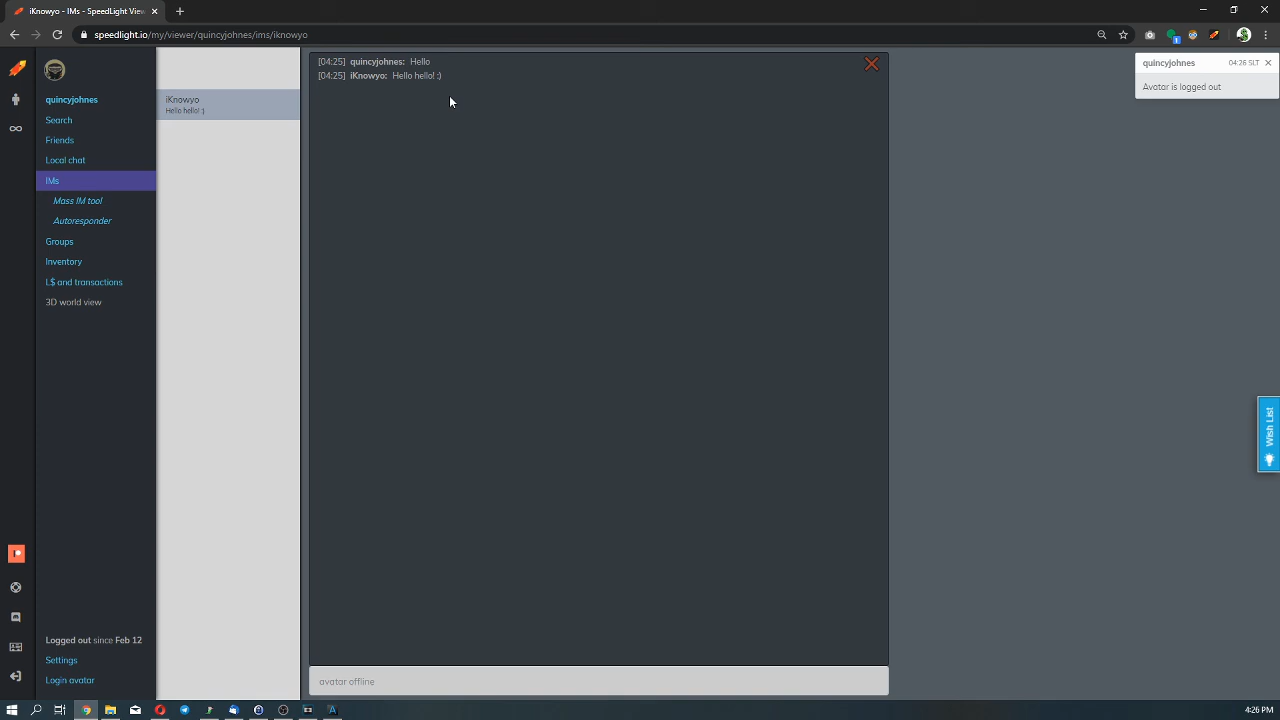 iKnowyo - IMs - SpeedLight View
speedlight.io/my/viewer/quincyjohnes/ims/iknowyo
1
quincyjohnes
Search
Friends
Local chat
IMs
Mass IM tool
Autoresponder
Groups
Inventory
L$ and transactions
3D world view
Logged out since Feb 12
Settings
Login avatar
iKnowyo
Hello hello! :)
[04:25] quincyjohnes: Hello
[04:25] iKnowyo: Hello hello! :)
avatar offline
quincyjohnes 04:26 SLT
Avatar is logged out
Wish List
4:26 PM